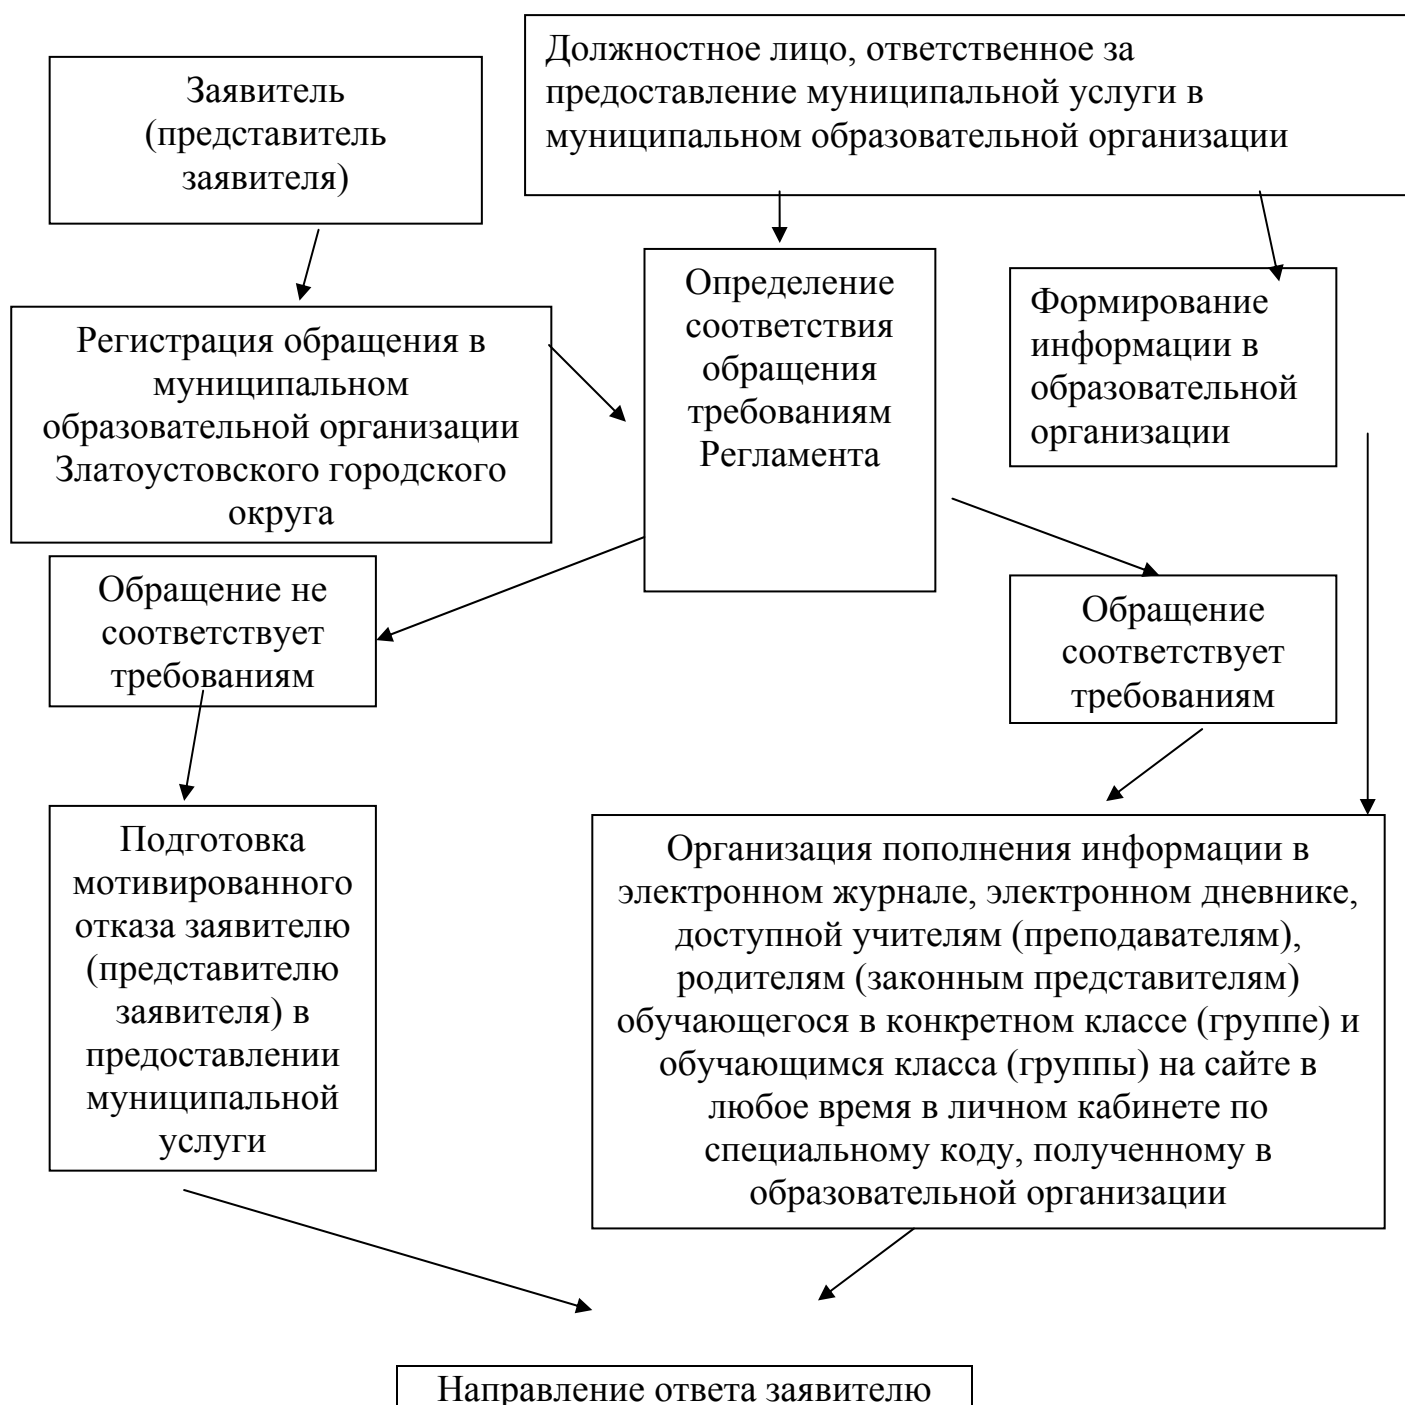 Заявитель
(представитель
заявителя)
Должностное лицо, ответственное за
предоставление муниципальной услуги в
муниципальном образовательной организации
Регистрация обращения в
муниципальном
образовательной организации
Златоустовского городского
округа
Определение
соответствия
обращения
требованиям
Регламента
Формирование
информации в
образовательной
организации
Обращение не
соответствует
требованиям
Обращение
соответствует
требованиям
Подготовка
мотивированного
отказа заявителю
(представителю
заявителя) в
предоставлении
муниципальной
услуги
Организация пополнения информации в
электронном журнале, электронном дневнике,
доступной учителям (преподавателям),
родителям (законным представителям)
обучающегося в конкретном классе (группе) и
обучающимся класса (группы) на сайте в
любое время в личном кабинете по
специальному коду, полученному в
образовательной организации
Направление ответа заявителю